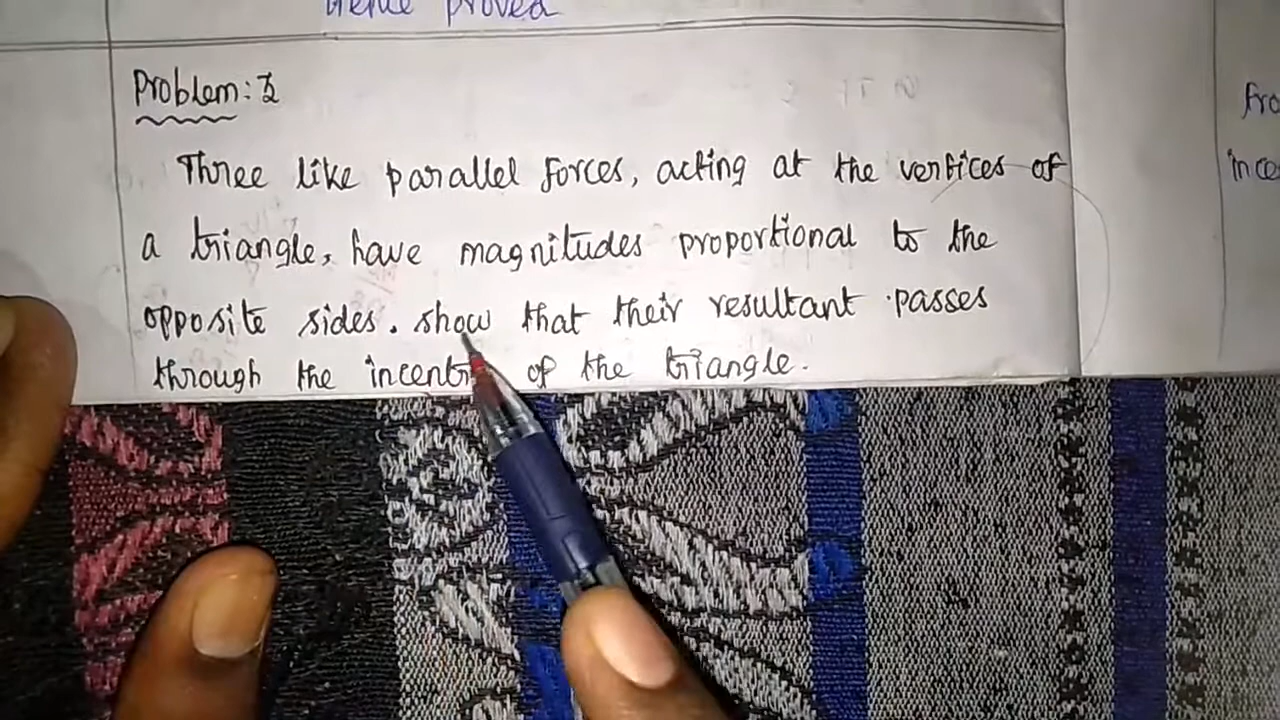 Hence proved
Problem: 3
Three like parallel forces, acting at the vertices of
a triangle, have magnitudes proportional to the
opposite sides. show that their resultant passes
through the incentre of the triangle.